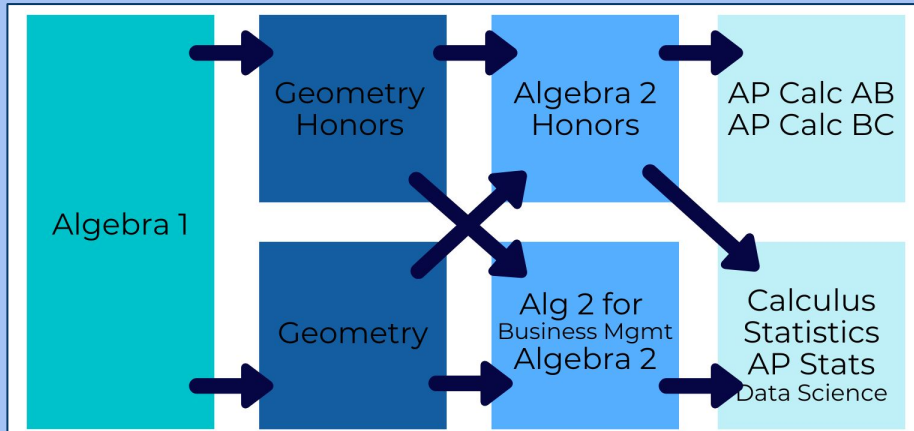 Algebra 1
Geometry
Honors
Algebra 2
Honors
AP Calc AB
AP Calc BC
Geometry
Alg 2 for
Business Mgmt
Algebra 2
Calculus
Statistics
AP Stats
Data Science